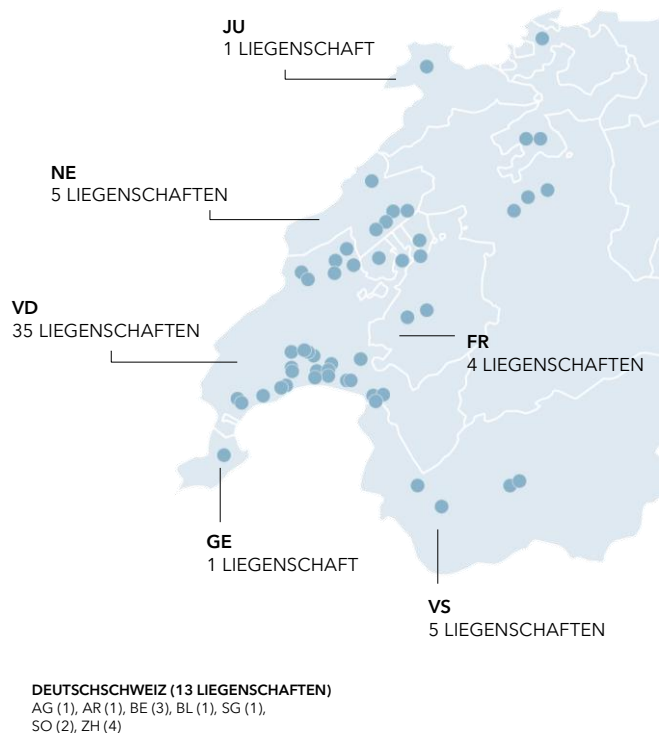 JU
1 LIEGENSCHAFT
NE
5 LIEGENSCHAFTEN
VD
35 LIEGENSCHAFTEN
FR
4 LIEGENSCHAFTEN
GE
1 LIEGENSCHAFT
VS
5 LIEGENSCHAFTEN
DEUTSCHSCHWEIZ (13 LIEGENSCHAFTEN)
AG (1), AR (1), BE (3), BL (1), SG (1),
SO (2), ZH (4)